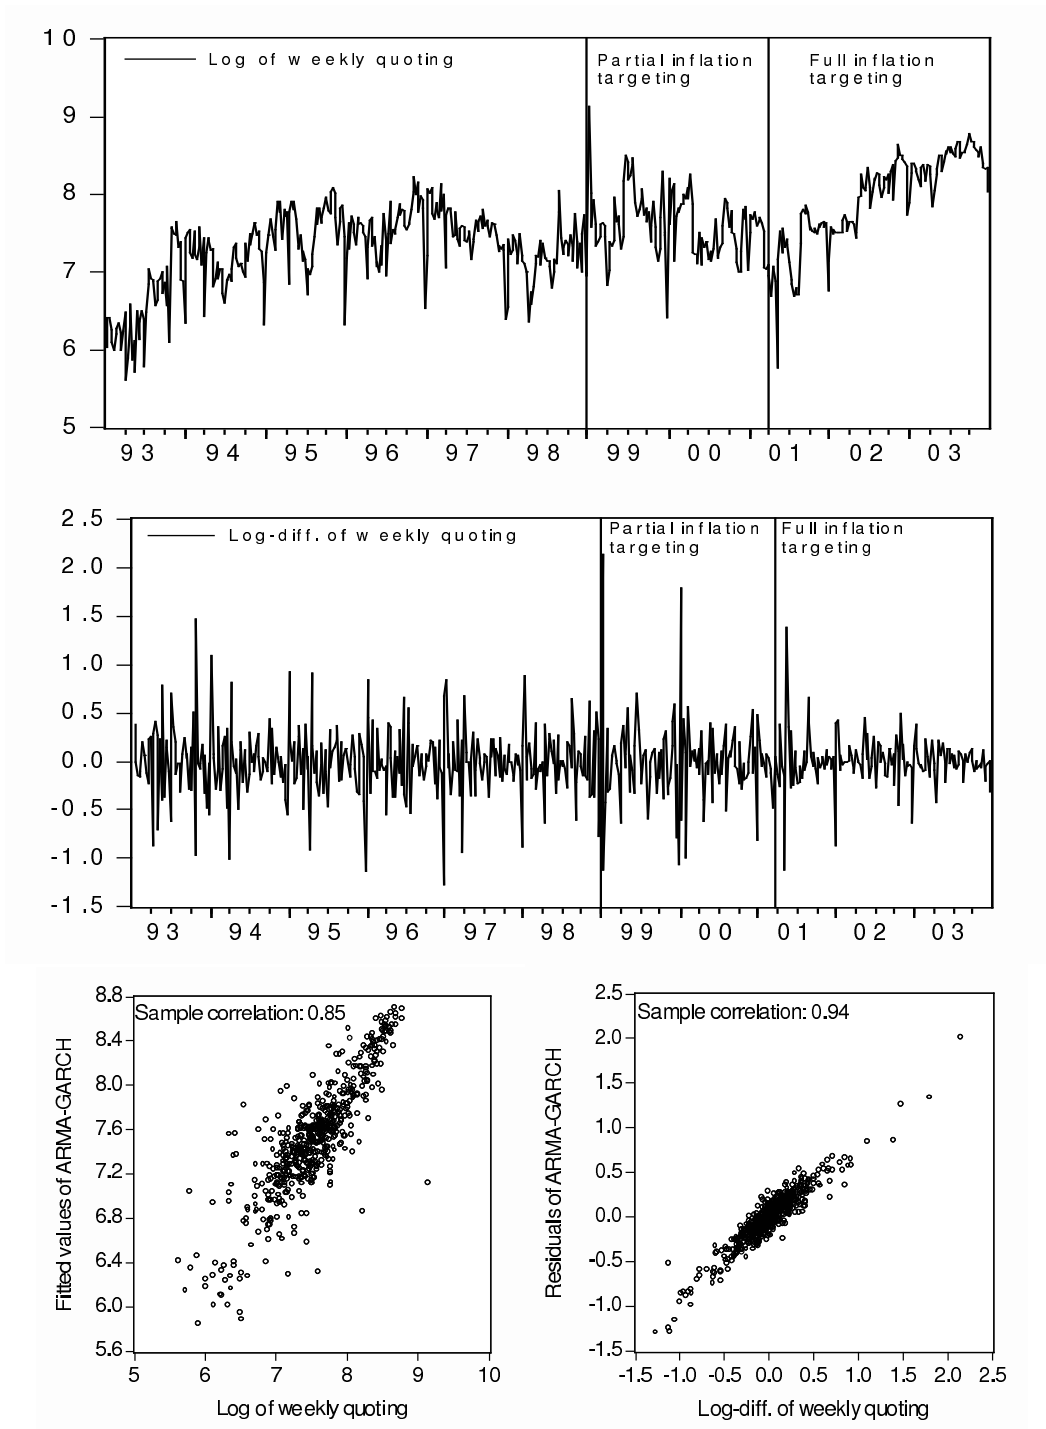 10
Log of weekly quoting
Partial inflation
targeting
Full inflation
targeting
9
8
7
6
5
93 94 95 96 97 98 99 00 01 02 03
2.5
Log-diff. of weekly quoting
Partial inflation
targeting
Full inflation
targeting
2.0
1.5
1.0
0.5
0.0
-0.5
-1.0
-1.5
93 94 95 96 97 98 99 00 01 02 03
Sample correlation: 0.85
Fitted values of ARMA-GARCH
8.8
8.4
8.0
7.6
7.2
6.8
6.4
6.0
5.6
5 6 7 8 9 10
Log of weekly quoting
Sample correlation: 0.94
Residuals of ARMA-GARCH
2.5
2.0
1.5
1.0
0.5
0.0
-0.5
-1.0
-1.5
-1.5 -1.0 -0.5 0.0 0.5 1.0 1.5 2.0 2.5
Log-diff. of weekly quoting